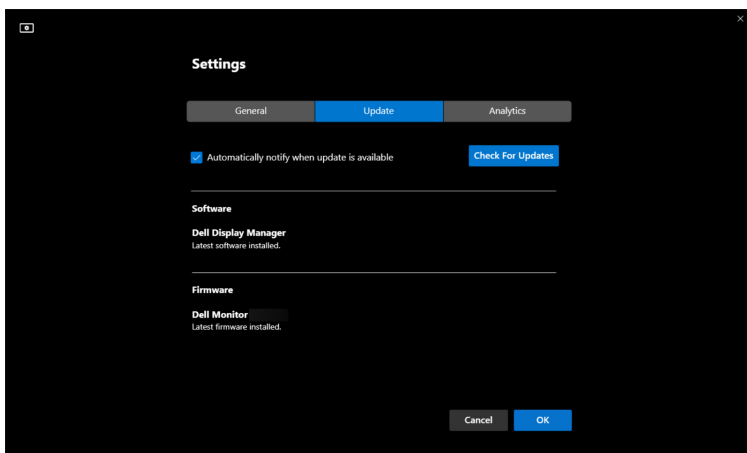 Settings
General Update Analytics
Automatically notify when update is available Check For Updates
Software
Dell Display Manager
Latest software installed.
Firmware
Dell Monitor
Latest firmware installed.
Cancel OK